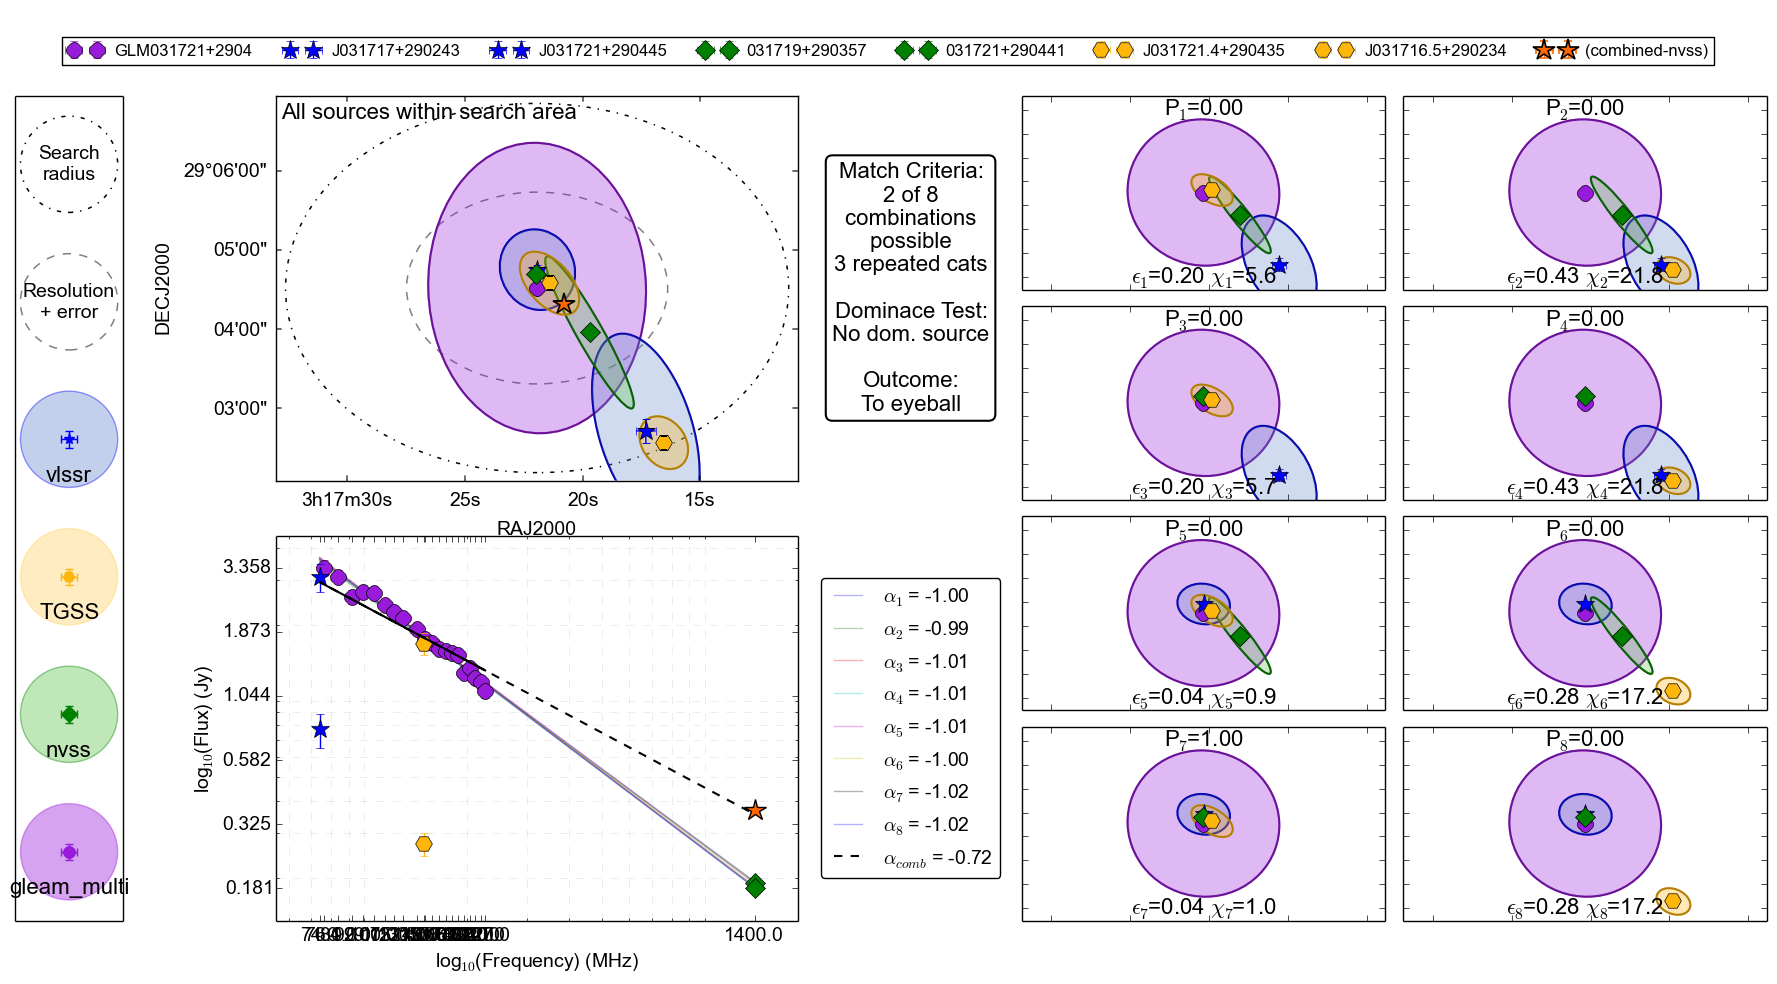 GLM031721+2904 J031717+290243 J031721+290445 031719+290357 031721+290441 J031721.4+290435 J031716.5+290234 (combined-nvss)
Search
radius
Resolution
+ error
vlssr
TGSS
nvss
gleam_multi
All sources within search area
DECJ2000
29°06'00"
05'00"
04'00"
03'00"
3h17m30s 25s 20s 15s
RAJ2000
log₁₀(Flux) (Jy)
3.358
1.873
1.044
0.582
0.325
0.181
1400.0
log₁₀(Frequency) (MHz)
Match Criteria:
2 of 8
combinations
possible
3 repeated cats
Dominace Test:
No dom. source
Outcome:
To eyeball
α₁ = -1.00
α₂ = -0.99
α₃ = -1.01
α₄ = -1.01
α₅ = -1.01
α₆ = -1.00
α₇ = -1.02
α₈ = -1.02
α_comb = -0.72
P₁=0.00
ϵ₁=0.20 χ₁=5.6
P₂=0.00
ϵ₂=0.43 χ₂=21.8
P₃=0.00
ϵ₃=0.20 χ₃=5.7
P₄=0.00
ϵ₄=0.43 χ₄=21.8
P₅=0.00
ϵ₅=0.04 χ₅=0.9
P₆=0.00
ϵ₆=0.28 χ₆=17.2
P₇=1.00
ϵ₇=0.04 χ₇=1.0
P₈=0.00
ϵ₈=0.28 χ₈=17.2